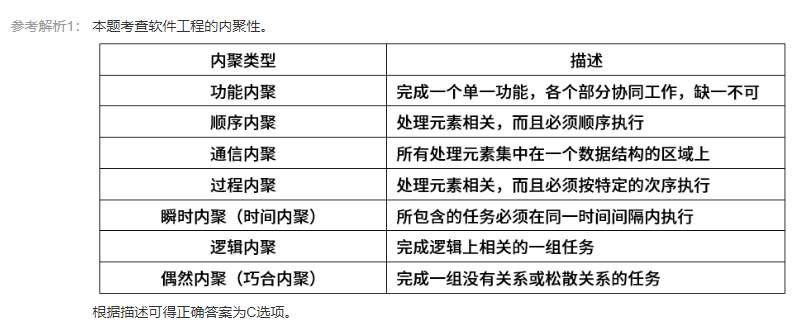 参考解析1： 本题考查软件工程的内聚性。
内聚类型 描述
功能内聚 完成一个单一功能，各个部分协同工作，缺一不可
顺序内聚 处理元素相关，而且必须顺序执行
通信内聚 所有处理元素集中在一个数据结构的区域上
过程内聚 处理元素相关，而且必须按特定的次序执行
瞬时内聚（时间内聚） 所包含的任务必须在同一时间间隔内执行
逻辑内聚 完成逻辑上相关的一组任务
偶然内聚（巧合内聚） 完成一组没有关系或松散关系的任务
根据描述可得正确答案为C选项。